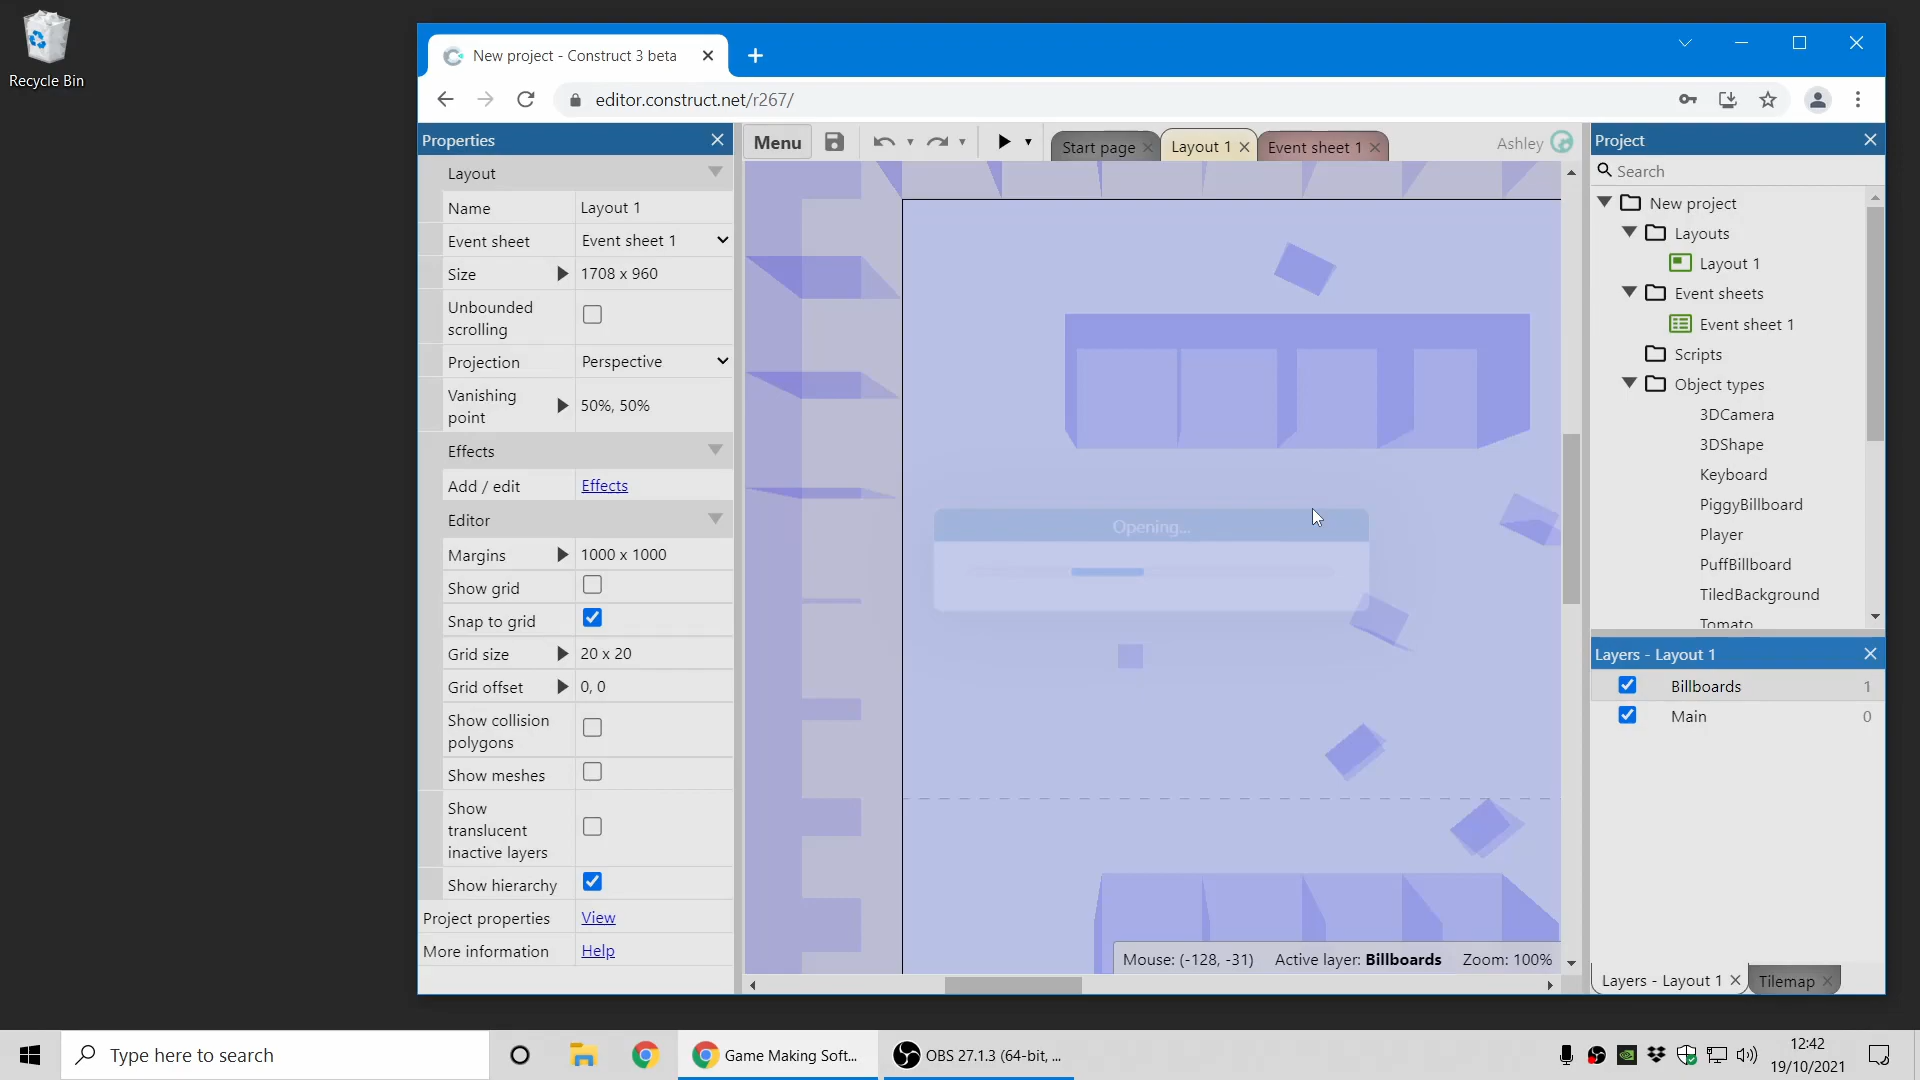 Recycle Bin
New project - Construct 3 beta
editor.construct.net/r267/
Properties
Layout
Name Layout 1
Event sheet Event sheet 1
Size 1708 x 960
Unbounded
scrolling
Projection Perspective
Vanishing
point 50%, 50%
Effects
Add / edit Effects
Editor
Margins 1000 x 1000
Show grid
Snap to grid
Grid size 20 x 20
Grid offset 0, 0
Show collision
polygons
Show meshes
Show
translucent
inactive layers
Show hierarchy
Project properties View
More information Help
Menu
Start page
Layout 1
Event sheet 1
Ashley
Opening...
Mouse: (-128, -31) Active layer: Billboards Zoom: 100%
Project
Search
New project
Layouts
Layout 1
Event sheets
Event sheet 1
Scripts
Object types
3DCamera
3DShape
Keyboard
PiggyBillboard
Player
PuffBillboard
TiledBackground
Tomato
Layers - Layout 1
Billboards 1
Main 0
Layers - Layout 1 Tilemap
Type here to search
Game Making Soft...
OBS 27.1.3 (64-bit, ...
12:42
19/10/2021